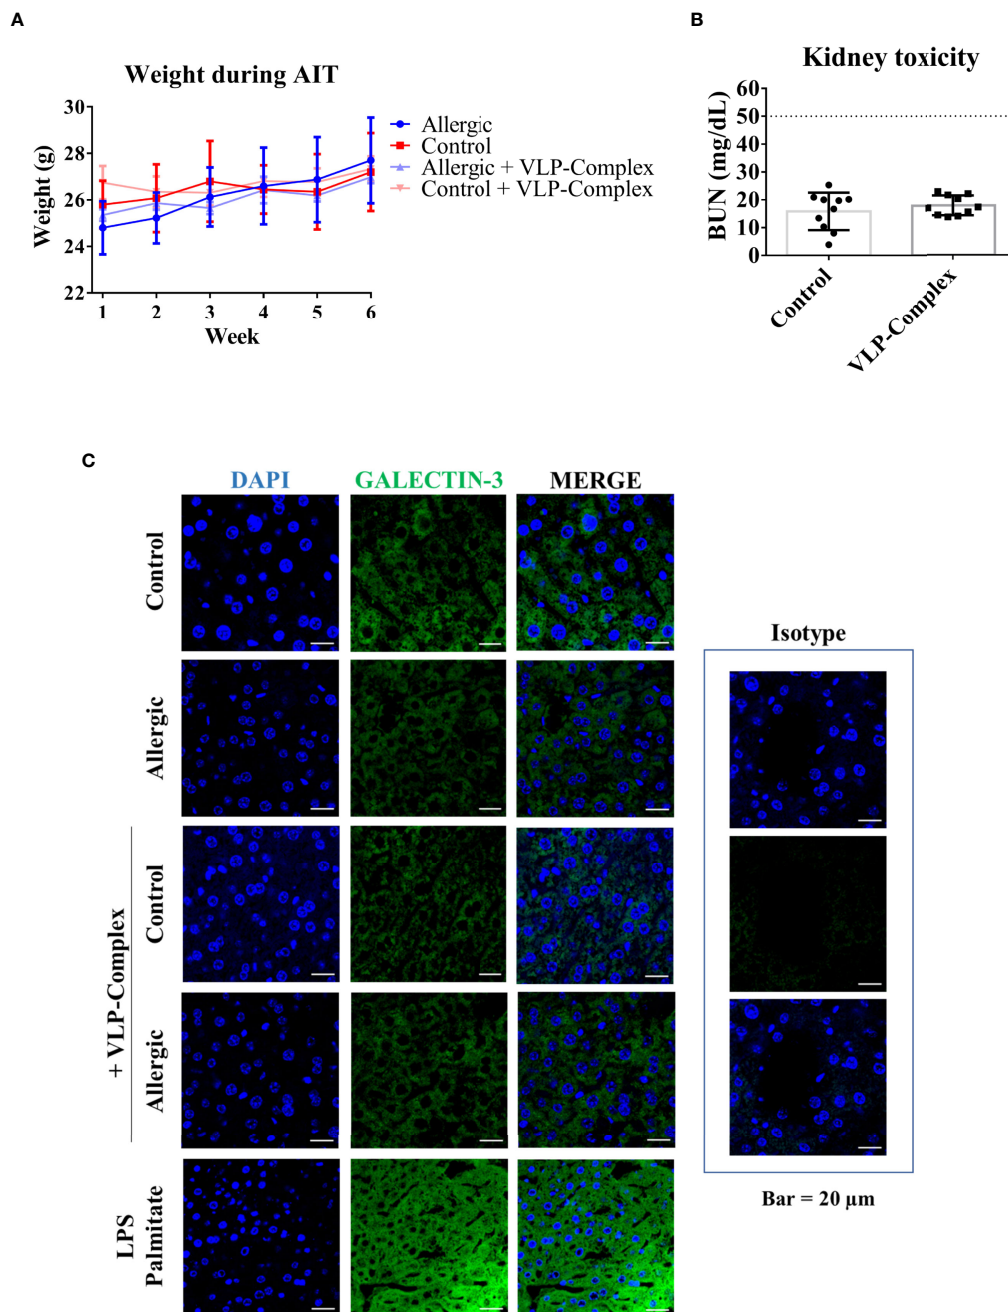 A
Weight during AIT
Weight (g)
30
28
26
24
22
1 2 3 4 5 6
Week
Allergic
Control
Allergic + VLP-Complex
Control + VLP-Complex
B
Kidney toxicity
BUN (mg/dL)
60
50
40
30
20
10
0
Control
VLP-Complex
C
DAPI GALECTIN-3 MERGE
Control
Allergic
+ VLP-Complex
Control
Allergic
LPS
Palmitate
Isotype
Bar = 20 µm